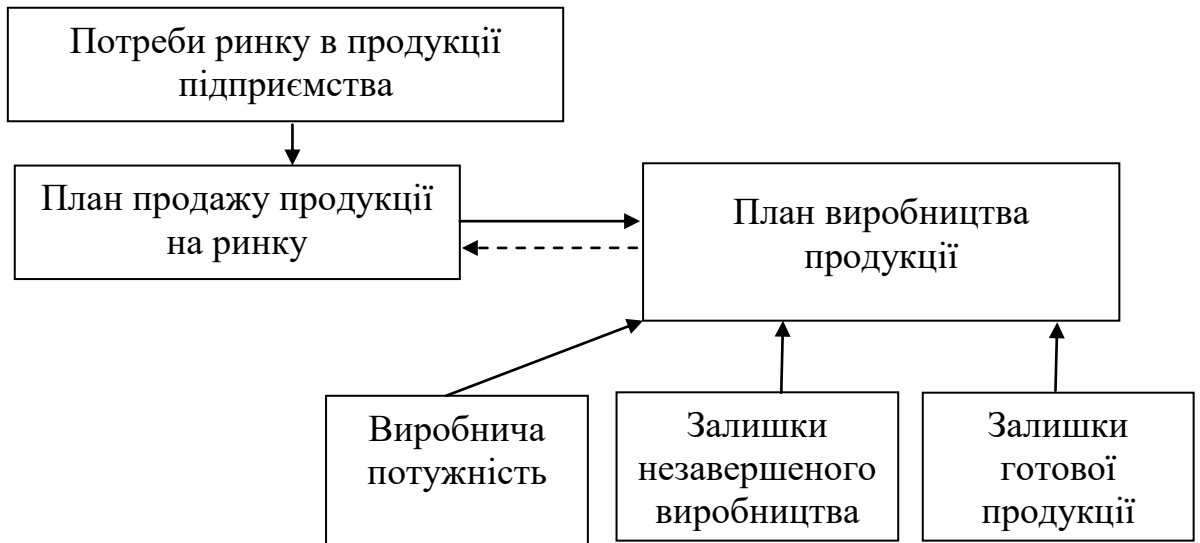 Потреби ринку в продукції
підприємства
План продажу продукції
на ринку
План виробництва
продукції
Виробнича
потужність
Залишки
незавершеного
виробництва
Залишки
готової
продукції